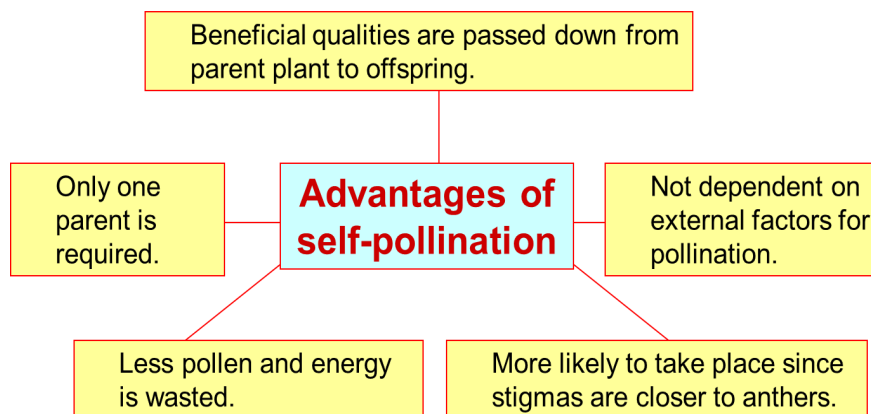 Beneficial qualities are passed down from
parent plant to offspring.
Only one
parent is
required.
Advantages of
self-pollination
Not dependent on
external factors for
pollination.
Less pollen and energy
is wasted.
More likely to take place since
stigmas are closer to anthers.